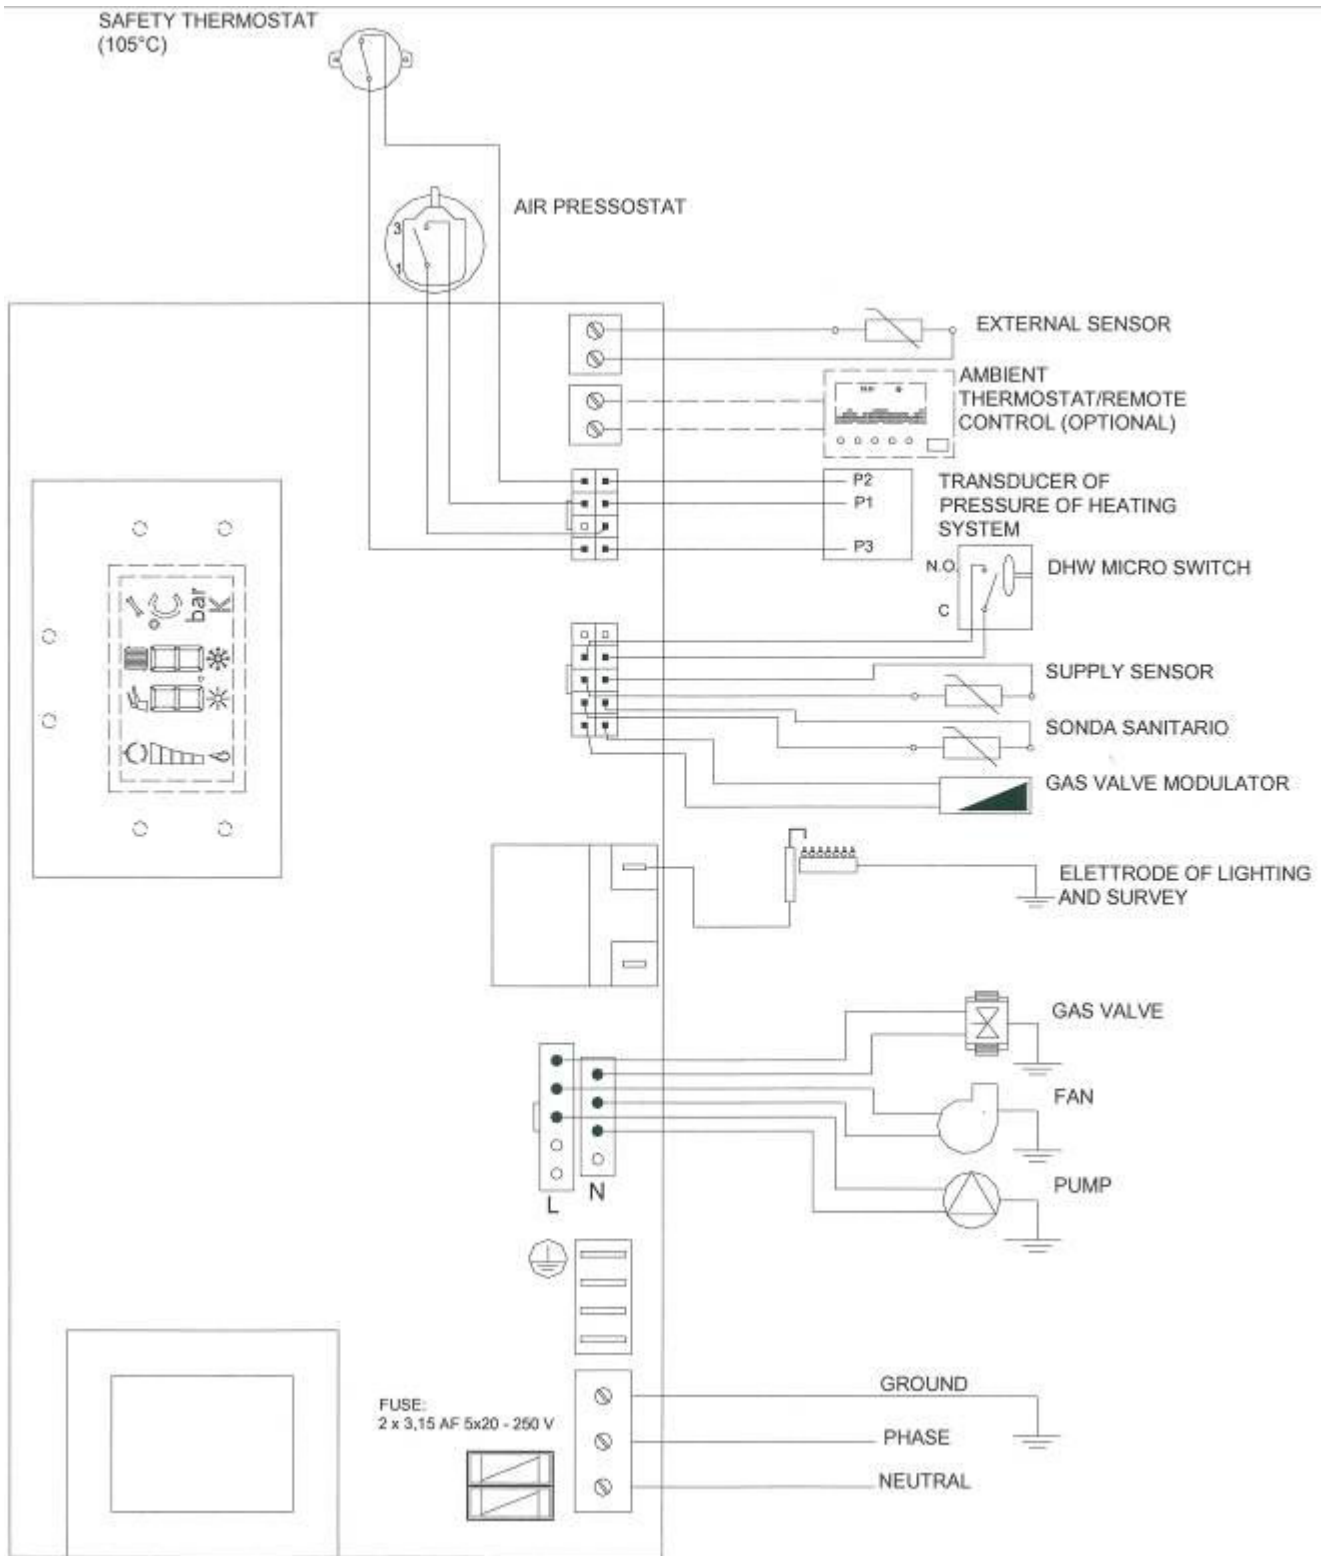 SAFETY THERMOSTAT
(105°C)
AIR PRESSOSTAT
3
1
EXTERNAL SENSOR
AMBIENT
THERMOSTAT/REMOTE
CONTROL (OPTIONAL)
P2
P1
P3
TRANSDUCER OF
PRESSURE OF HEATING
SYSTEM
N.O.
C
DHW MICRO SWITCH
°C
bar
K
SUPPLY SENSOR
SONDA SANITARIO
GAS VALVE MODULATOR
ELETTRODE OF LIGHTING
AND SURVEY
GAS VALVE
FAN
PUMP
L
N
FUSE:
2 x 3,15 AF 5x20 - 250 V
GROUND
PHASE
NEUTRAL